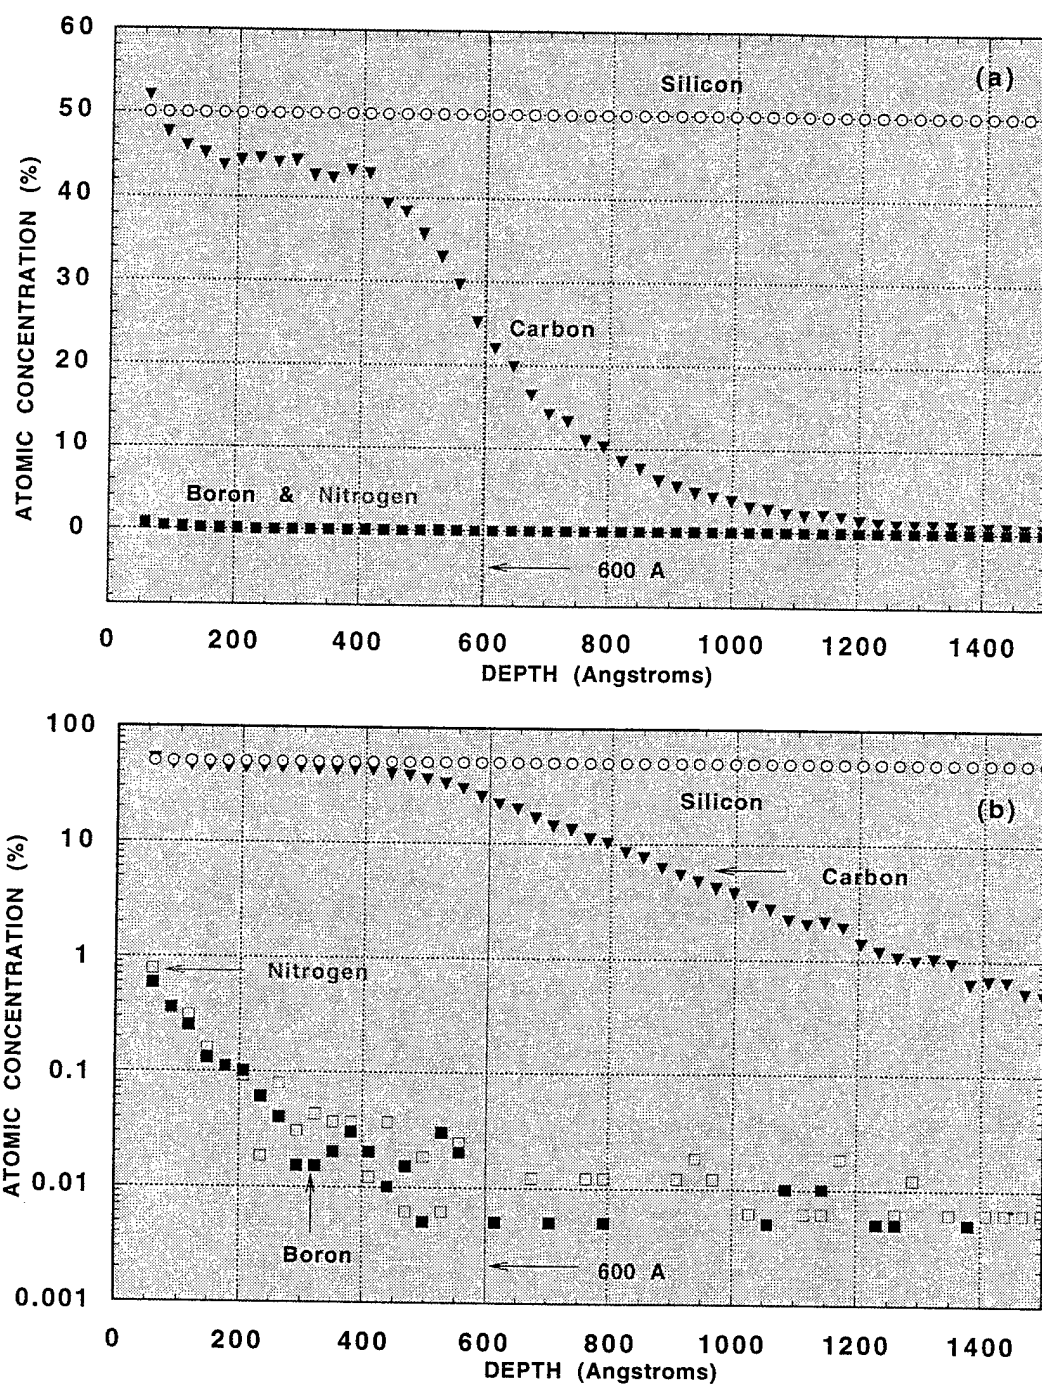 60
50
40
30
20
10
0
ATOMIC CONCENTRATION (%)
(a)
Silicon
Carbon
Boron & Nitrogen
600 A
0 200 400 600 800 1000 1200 1400
DEPTH (Angstroms)
100
10
1
0.1
0.01
0.001
ATOMIC CONCENTRATION (%)
(b)
Silicon
Carbon
Nitrogen
Boron
600 A
0 200 400 600 800 1000 1200 1400
DEPTH (Angstroms)